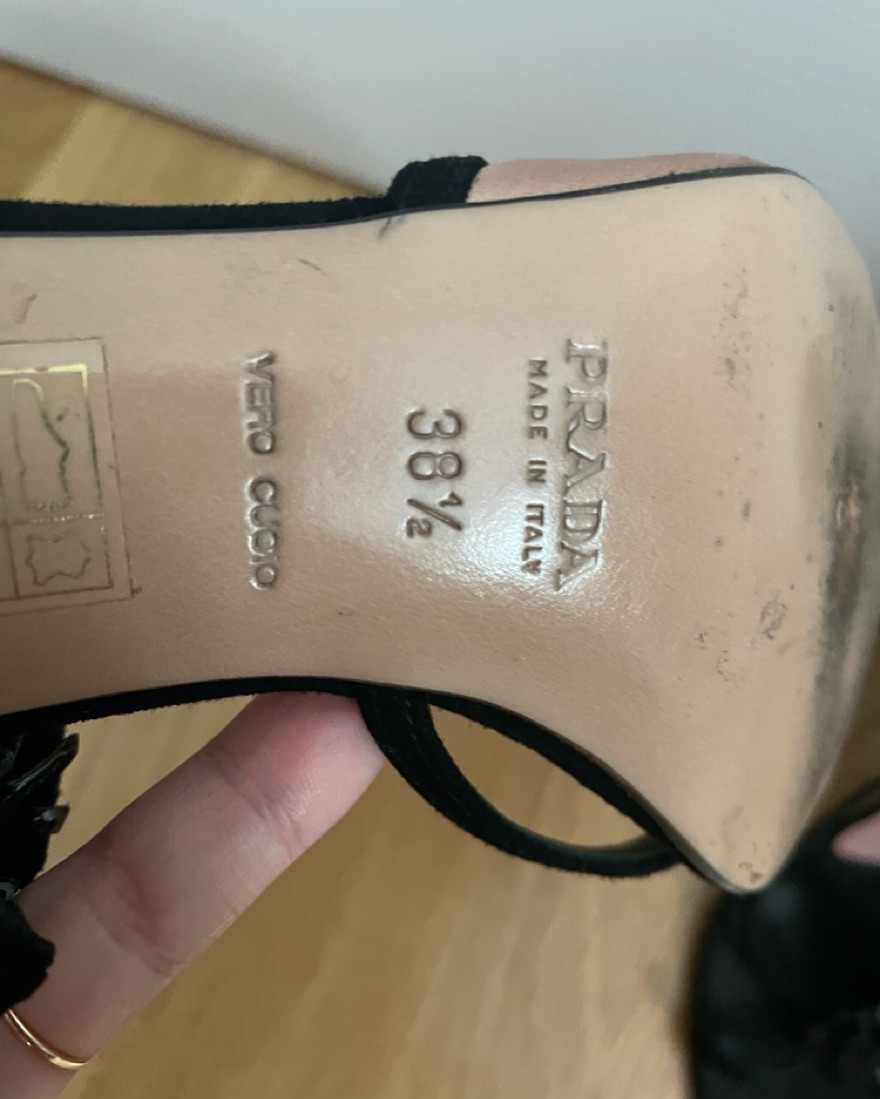 PRADA
MADE IN ITALY
38½
VERO CUOIO